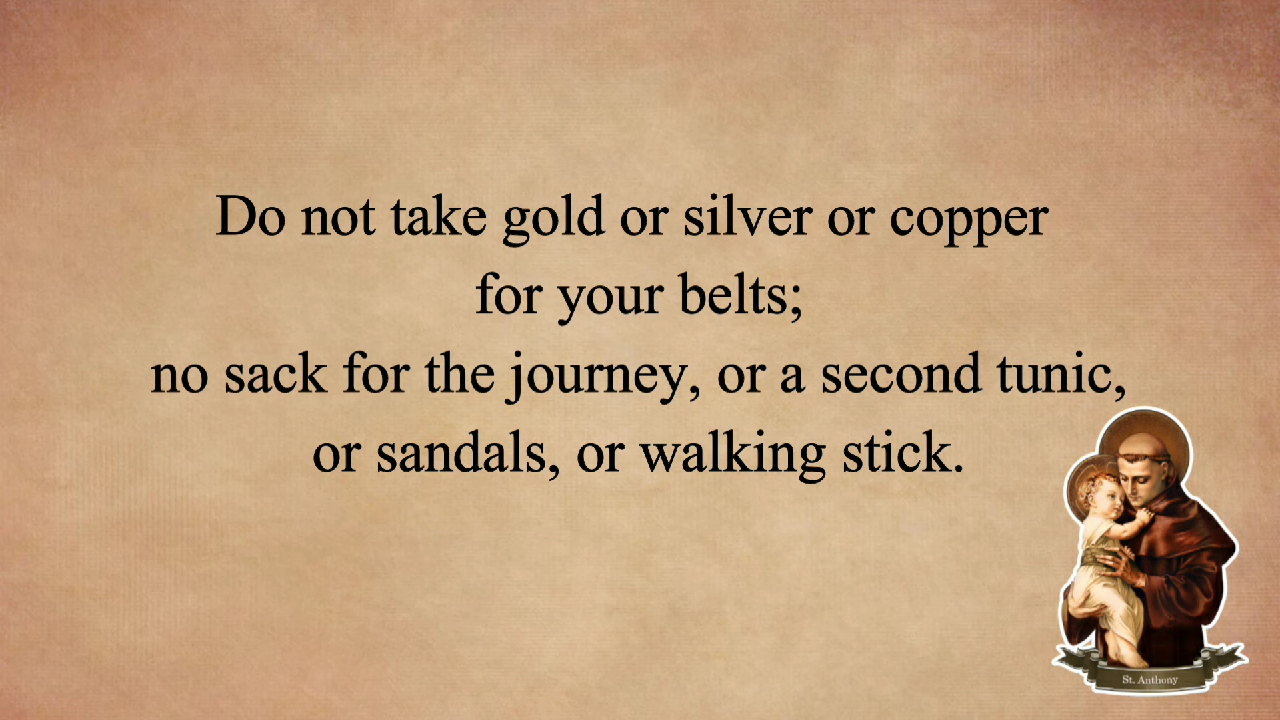 Do not take gold or silver or copper
for your belts;
no sack for the journey, or a second tunic,
or sandals, or walking stick.
St. Anthony